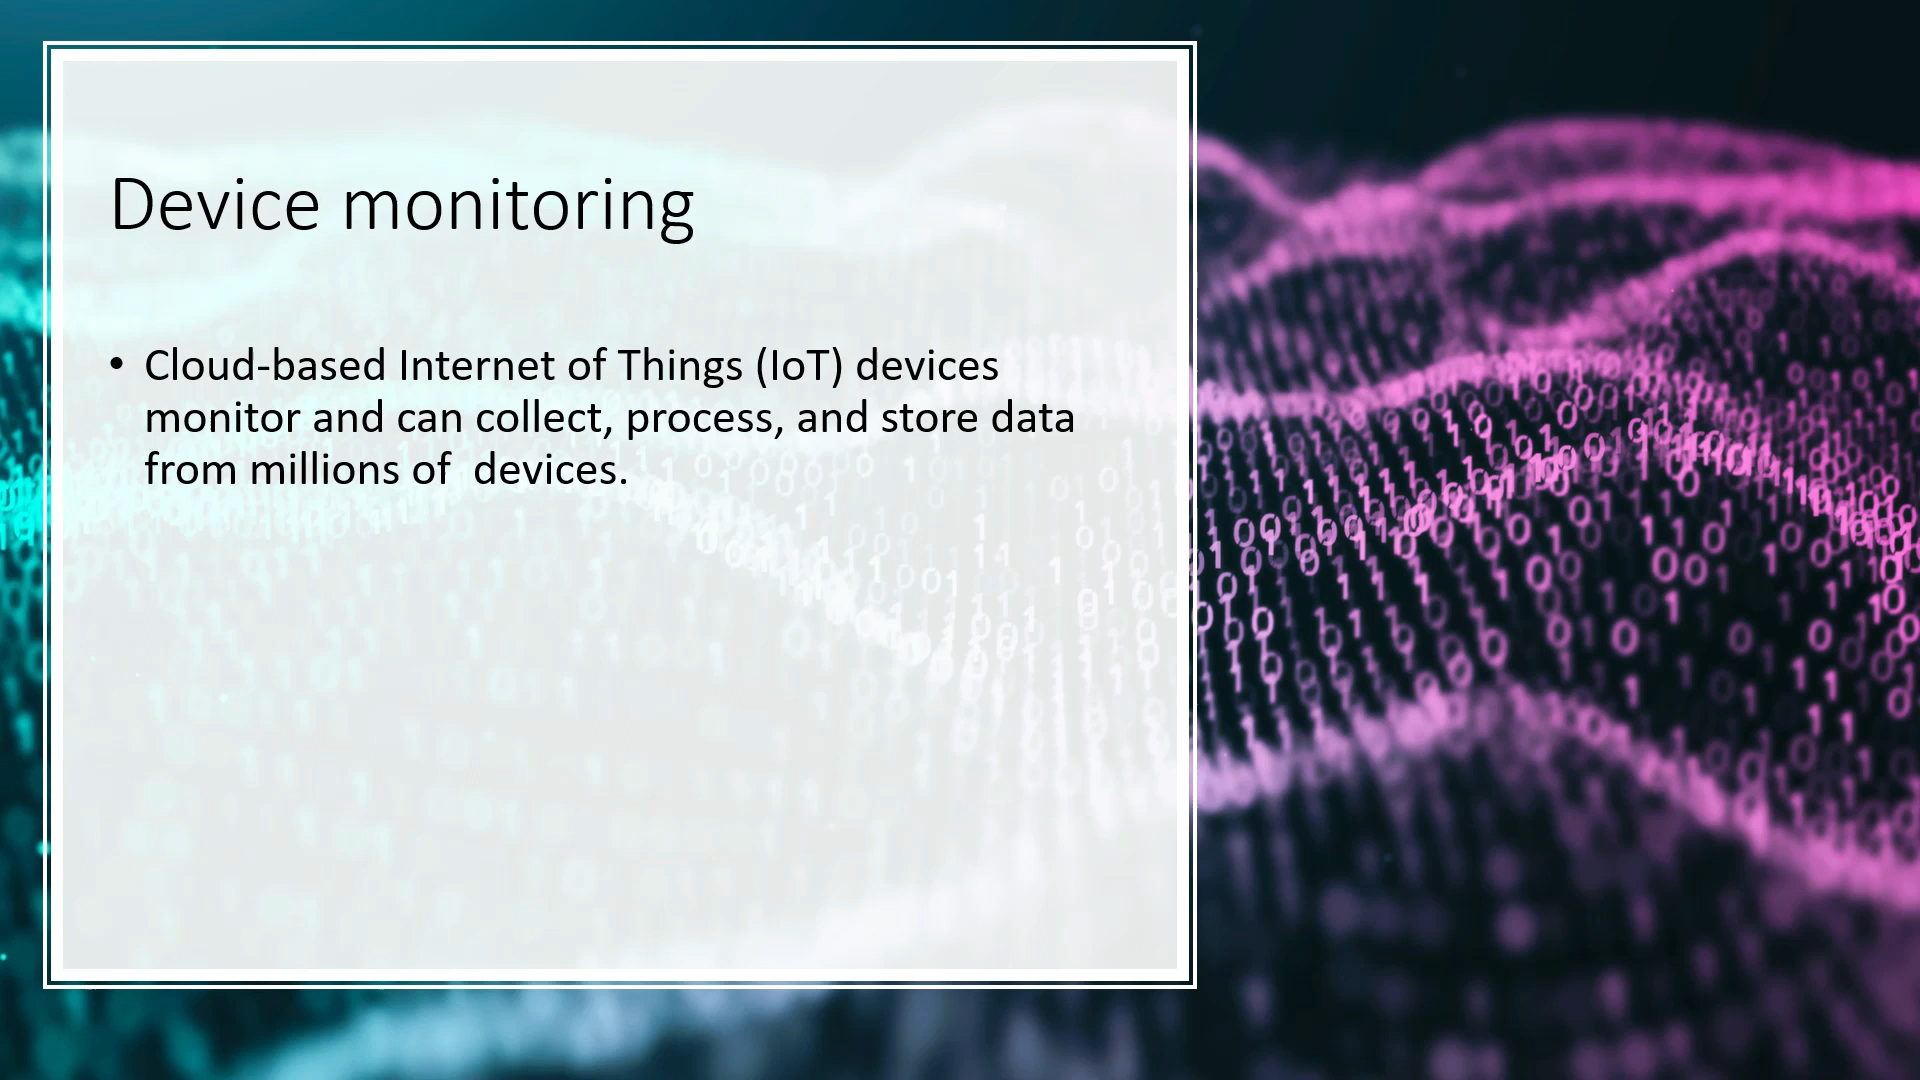 Device monitoring
• Cloud-based Internet of Things (IoT) devices
monitor and can collect, process, and store data
from millions of  devices.